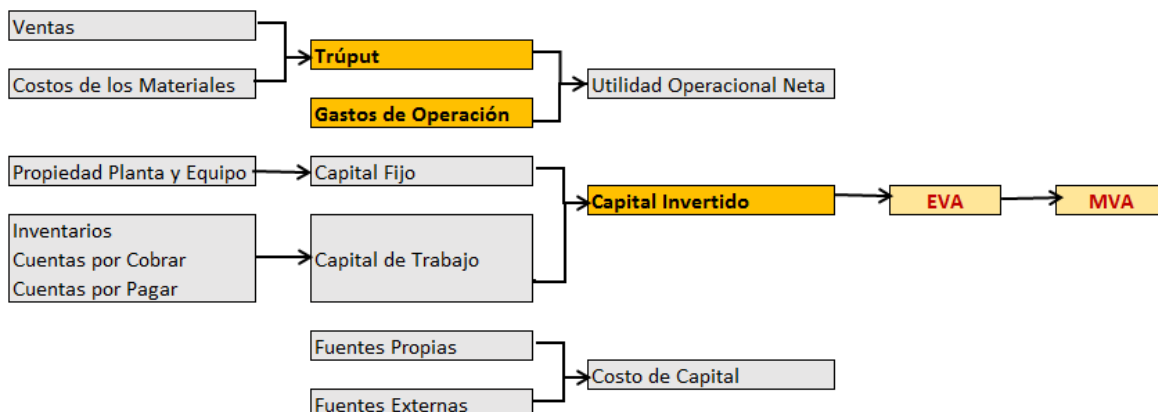 Ventas
Costos de los Materiales
Trúput
Gastos de Operación
Utilidad Operacional Neta
Propiedad Planta y Equipo
Capital Fijo
Inventarios
Cuentas por Cobrar
Cuentas por Pagar
Capital de Trabajo
Capital Invertido
EVA
MVA
Fuentes Propias
Fuentes Externas
Costo de Capital